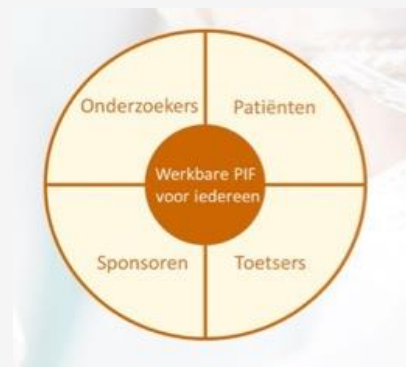 Onderzoekers
Patiënten
Werkbare PIF
voor iedereen
Sponsoren
Toetsers